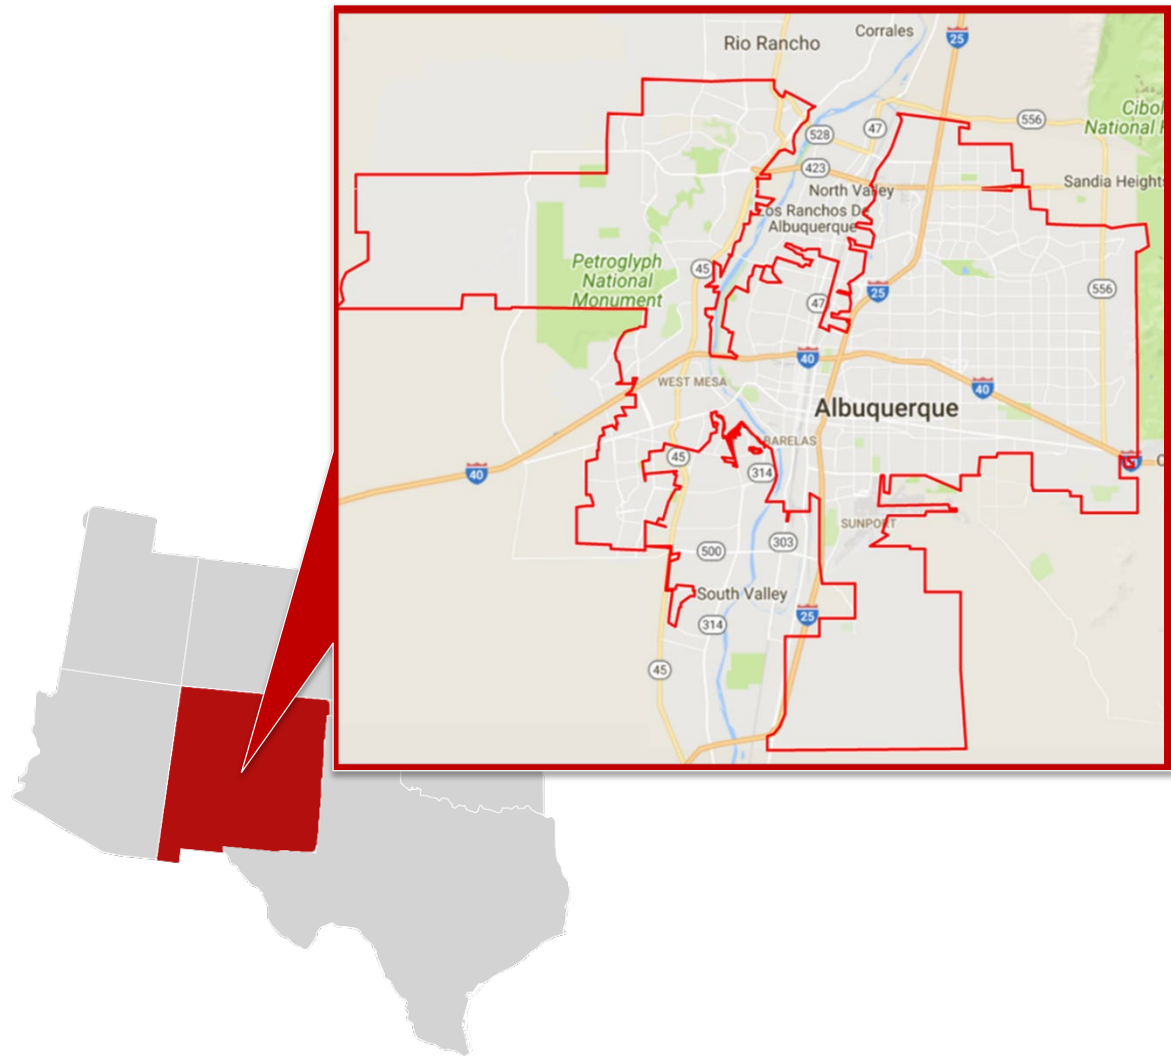 Corrales
Rio Rancho
25
Cibol
National F
556
528
47
423
Sandia Heights
North Valley
Los Ranchos De
Albuquerque
Petroglyph
National
Monument
45
25
556
47
40
WEST MESA
40
Albuquerque
BARELAS
45
40
314
SUNPORT
303
500
South Valley
25
314
45